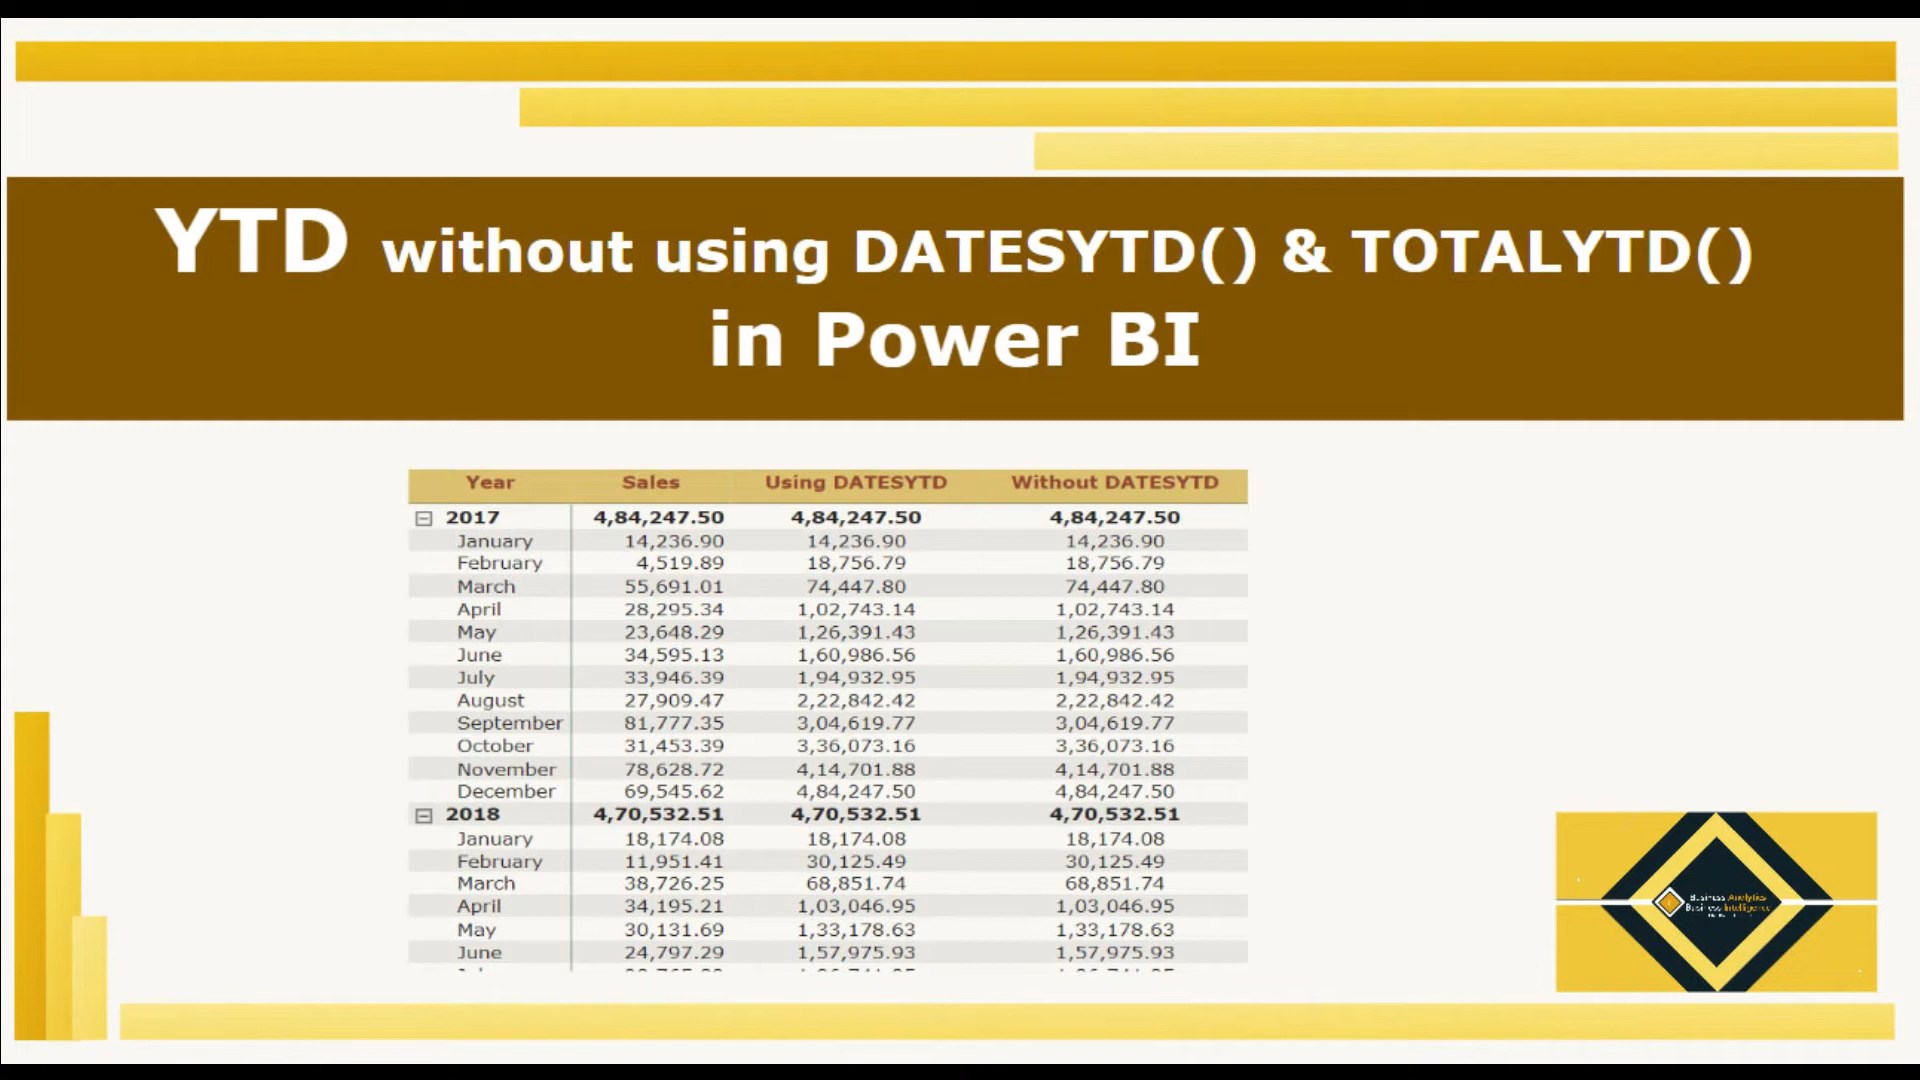 YTD without using DATESYTD() & TOTALYTD()
in Power BI
Year Sales Using DATESYTD Without DATESYTD
2017 4,84,247.50 4,84,247.50 4,84,247.50
January 14,236.90 14,236.90 14,236.90
February 4,519.89 18,756.79 18,756.79
March 55,691.01 74,447.80 74,447.80
April 28,295.34 1,02,743.14 1,02,743.14
May 23,648.29 1,26,391.43 1,26,391.43
June 34,595.13 1,60,986.56 1,60,986.56
July 33,946.39 1,94,932.95 1,94,932.95
August 27,909.47 2,22,842.42 2,22,842.42
September 81,777.35 3,04,619.77 3,04,619.77
October 31,453.39 3,36,073.16 3,36,073.16
November 78,628.72 4,14,701.88 4,14,701.88
December 69,545.62 4,84,247.50 4,84,247.50
2018 4,70,532.51 4,70,532.51 4,70,532.51
January 18,174.08 18,174.08 18,174.08
February 11,951.41 30,125.49 30,125.49
March 38,726.25 68,851.74 68,851.74
April 34,195.21 1,03,046.95 1,03,046.95
May 30,131.69 1,33,178.63 1,33,178.63
June 24,797.29 1,57,975.93 1,57,975.93
Business Analytics
Business Intelligence